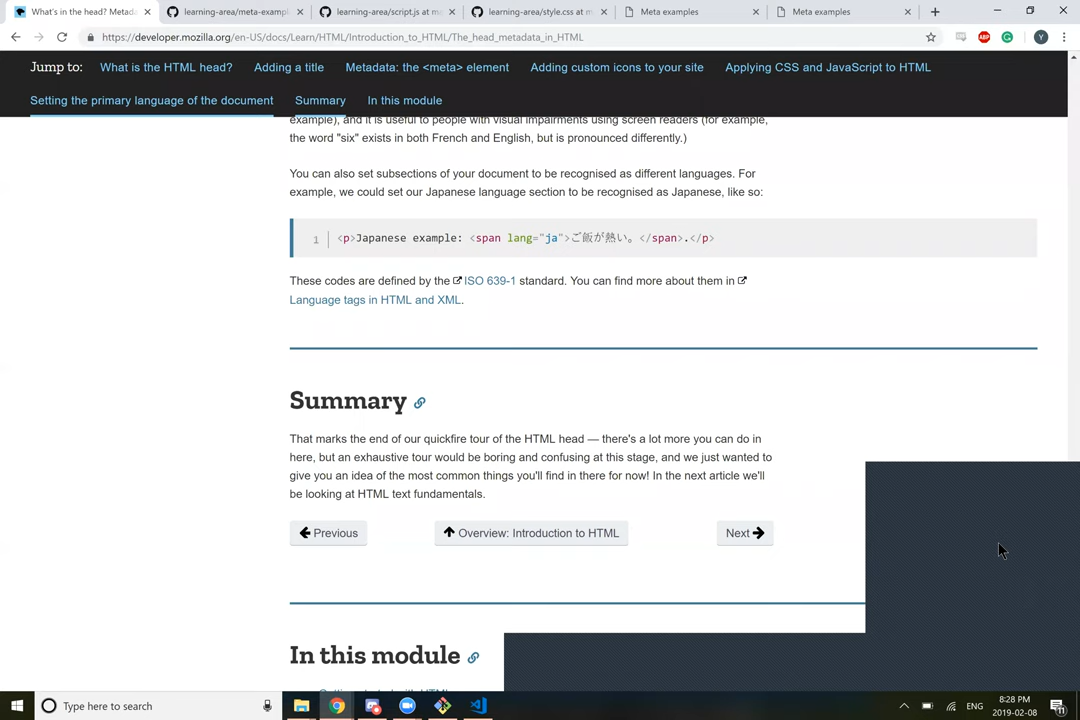 What's in the head? Metada
learning-area/meta-exampl
learning-area/script.js at ma
learning-area/style.css at m
Meta examples
Meta examples
https://developer.mozilla.org/en-US/docs/Learn/HTML/Introduction_to_HTML/The_head_metadata_in_HTML
ABP
Y
Jump to: What is the HTML head? Adding a title Metadata: the <meta> element Adding custom icons to your site Applying CSS and JavaScript to HTML
Setting the primary language of the document Summary In this module
example), and it is useful to people with visual impairments using screen readers (for example,
the word "six" exists in both French and English, but is pronounced differently.)
You can also set subsections of your document to be recognised as different languages. For
example, we could set our Japanese language section to be recognised as Japanese, like so:
1 <p>Japanese example: <span lang="ja">ご飯が熱い。</span>.</p>
These codes are defined by the ISO 639-1 standard. You can find more about them in
Language tags in HTML and XML.
Summary
That marks the end of our quickfire tour of the HTML head — there's a lot more you can do in
here, but an exhaustive tour would be boring and confusing at this stage, and we just wanted to
give you an idea of the most common things you'll find in there for now! In the next article we'll
be looking at HTML text fundamentals.
Previous Overview: Introduction to HTML Next
In this module
Type here to search
ENG
8:28 PM
2019-02-08